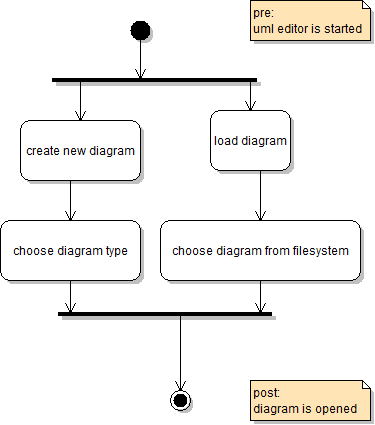 pre:
uml editor is started
create new diagram
load diagram
choose diagram type
choose diagram from filesystem
post:
diagram is opened